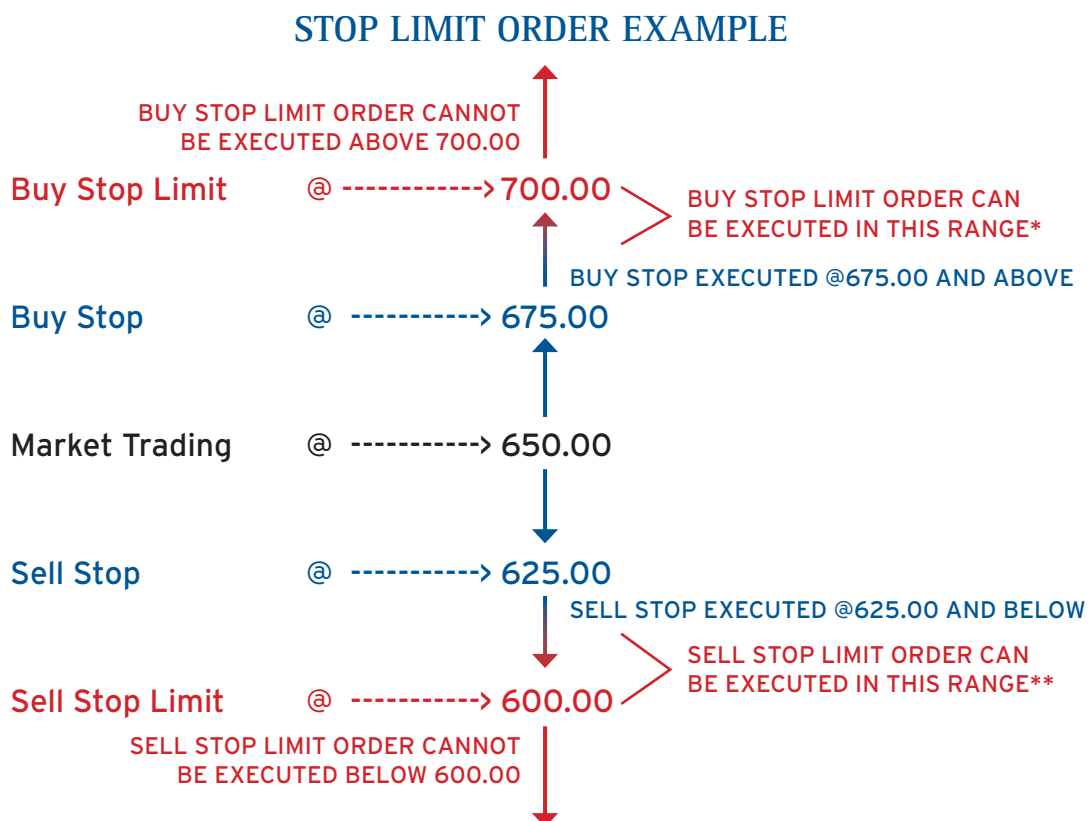 STOP LIMIT ORDER EXAMPLE
BUY STOP LIMIT ORDER CANNOT
BE EXECUTED ABOVE 700.00
Buy Stop Limit @ ------------> 700.00
BUY STOP LIMIT ORDER CAN
BE EXECUTED IN THIS RANGE*
BUY STOP EXECUTED @675.00 AND ABOVE
Buy Stop @ -----------> 675.00
Market Trading @ -----------> 650.00
Sell Stop @ -----------> 625.00
SELL STOP EXECUTED @625.00 AND BELOW
SELL STOP LIMIT ORDER CAN
BE EXECUTED IN THIS RANGE**
Sell Stop Limit @ -----------> 600.00
SELL STOP LIMIT ORDER CANNOT
BE EXECUTED BELOW 600.00